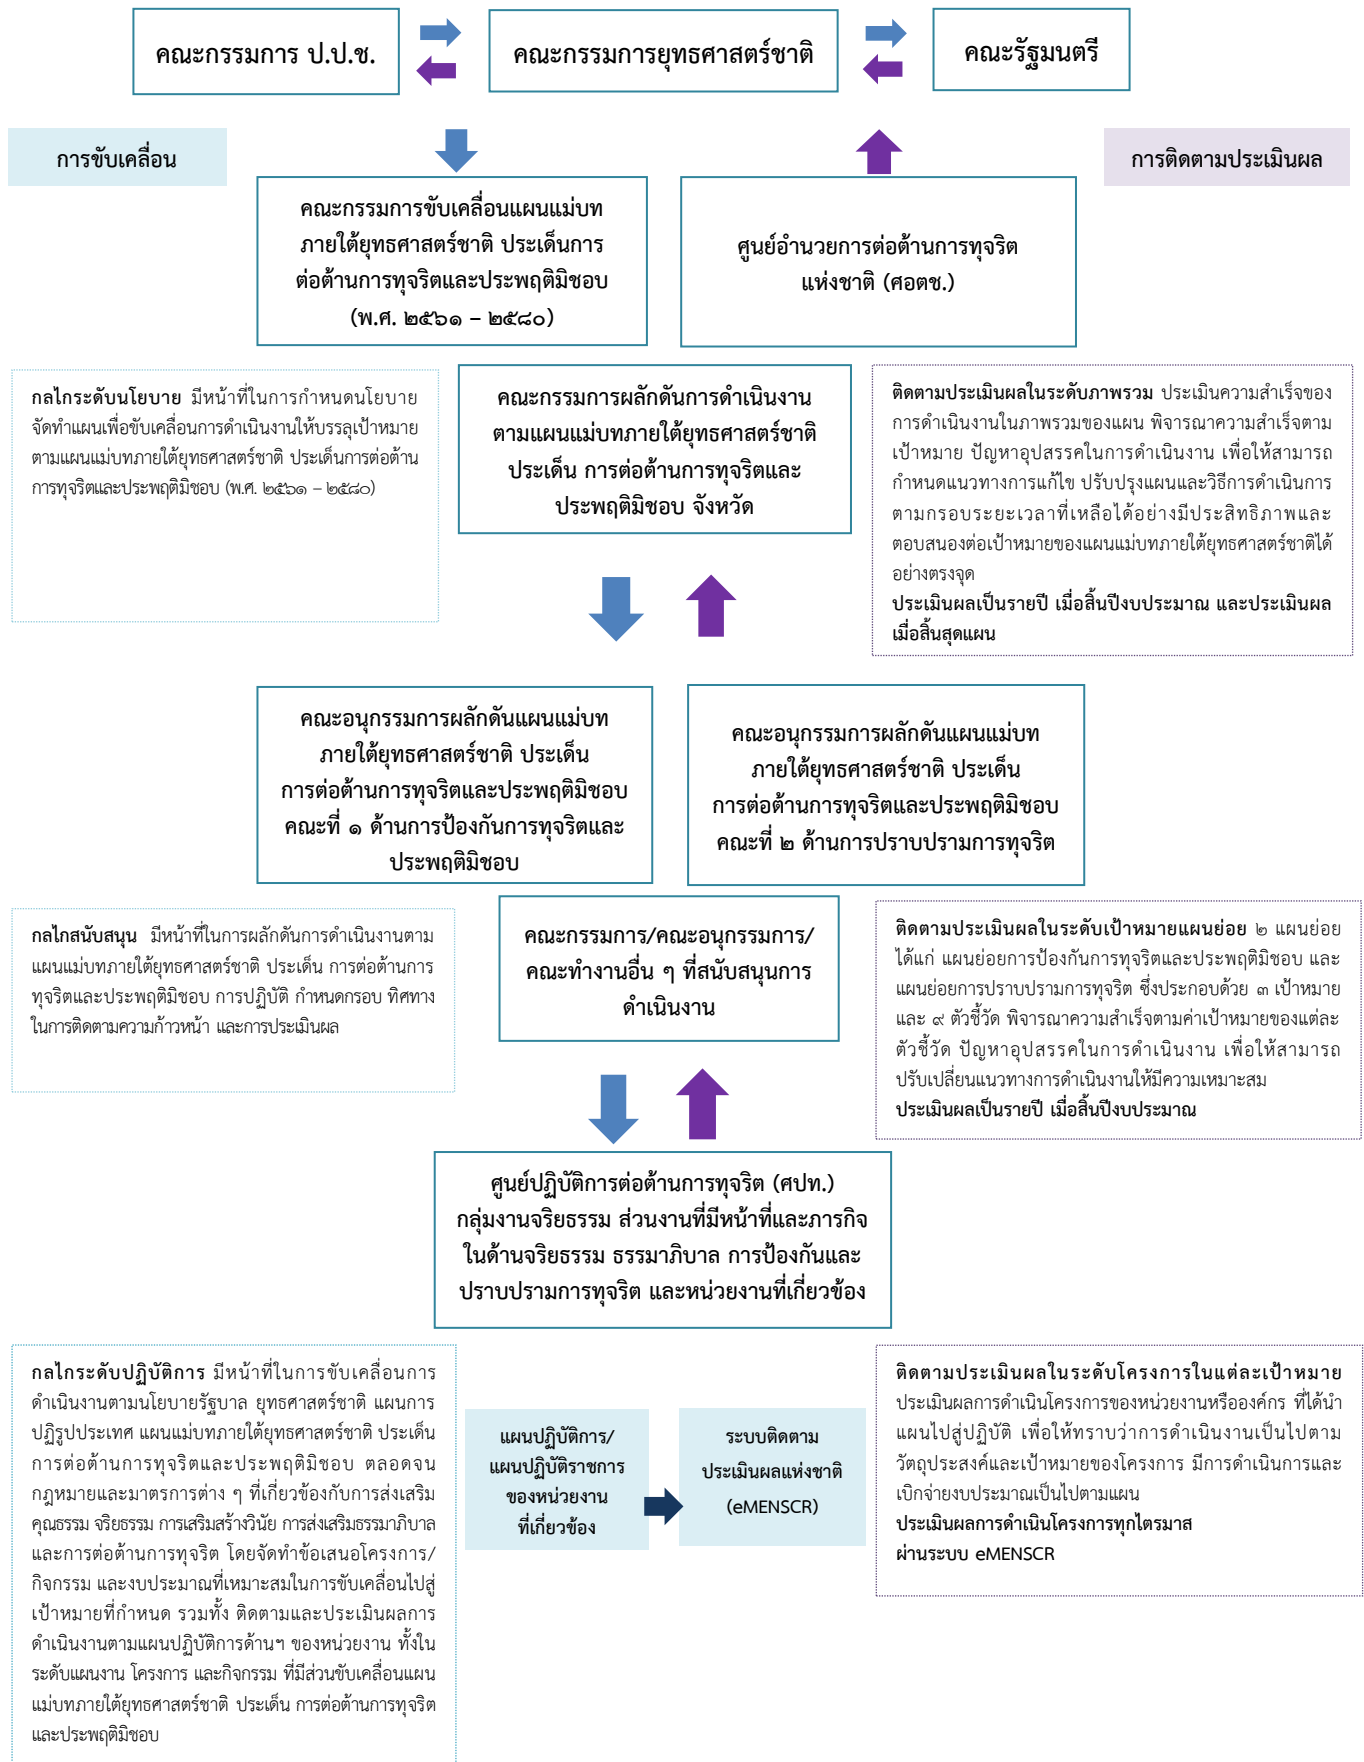 คณะกรรมการ ป.ป.ช.
คณะกรรมการยุทธศาสตร์ชาติ
คณะรัฐมนตรี
การขับเคลื่อน
การติดตามประเมินผล
คณะกรรมการขับเคลื่อนแผนแม่บท
ภายใต้ยุทธศาสตร์ชาติ ประเด็นการ
ต่อต้านการทุจริตและประพฤติมิชอบ
(พ.ศ. ๒๕๖๑ – ๒๕๘๐)
ศูนย์อำนวยการต่อต้านการทุจริต
แห่งชาติ (ศอตช.)
กลไกระดับนโยบาย มีหน้าที่ในการกำหนดนโยบาย
จัดทำแผนเพื่อขับเคลื่อนการดำเนินงานให้บรรลุเป้าหมาย
ตามแผนแม่บทภายใต้ยุทธศาสตร์ชาติ ประเด็นการต่อต้าน
การทุจริตและประพฤติมิชอบ (พ.ศ. ๒๕๖๑ – ๒๕๘๐)
คณะกรรมการผลักดันการดำเนินงาน
ตามแผนแม่บทภายใต้ยุทธศาสตร์ชาติ
ประเด็น การต่อต้านการทุจริตและ
ประพฤติมิชอบ จังหวัด
ติดตามประเมินผลในระดับภาพรวม ประเมินความสำเร็จของ
การดำเนินงานในภาพรวมของแผน พิจารณาความสำเร็จตาม
เป้าหมาย ปัญหาอุปสรรคในการดำเนินงาน เพื่อให้สามารถ
กำหนดแนวทางการแก้ไข ปรับปรุงแผนและวิธีการดำเนินการ
ตามกรอบระยะเวลาที่เหลือได้อย่างมีประสิทธิภาพและ
ตอบสนองต่อเป้าหมายของแผนแม่บทภายใต้ยุทธศาสตร์ชาติได้
อย่างตรงจุด
ประเมินผลเป็นรายปี เมื่อสิ้นปีงบประมาณ และประเมินผล
เมื่อสิ้นสุดแผน
คณะอนุกรรมการผลักดันแผนแม่บท
ภายใต้ยุทธศาสตร์ชาติ ประเด็น
การต่อต้านการทุจริตและประพฤติมิชอบ
คณะที่ ๑ ด้านการป้องกันการทุจริตและ
ประพฤติมิชอบ
คณะอนุกรรมการผลักดันแผนแม่บท
ภายใต้ยุทธศาสตร์ชาติ ประเด็น
การต่อต้านการทุจริตและประพฤติมิชอบ
คณะที่ ๒ ด้านการปราบปรามการทุจริต
กลไกสนับสนุน มีหน้าที่ในการผลักดันการดำเนินงานตาม
แผนแม่บทภายใต้ยุทธศาสตร์ชาติ ประเด็น การต่อต้านการ
ทุจริตและประพฤติมิชอบ การปฏิบัติ กำหนดกรอบ ทิศทาง
ในการติดตามความก้าวหน้า และการประเมินผล
คณะกรรมการ/คณะอนุกรรมการ/
คณะทำงานอื่น ๆ ที่สนับสนุนการ
ดำเนินงาน
ติดตามประเมินผลในระดับเป้าหมายแผนย่อย ๒ แผนย่อย
ได้แก่ แผนย่อยการป้องกันการทุจริตและประพฤติมิชอบ และ
แผนย่อยการปราบปรามการทุจริต ซึ่งประกอบด้วย ๓ เป้าหมาย
และ ๙ ตัวชี้วัด พิจารณาความสำเร็จตามค่าเป้าหมายของแต่ละ
ตัวชี้วัด ปัญหาอุปสรรคในการดำเนินงาน เพื่อให้สามารถ
ปรับเปลี่ยนแนวทางการดำเนินงานให้มีความเหมาะสม
ประเมินผลเป็นรายปี เมื่อสิ้นปีงบประมาณ
ศูนย์ปฏิบัติการต่อต้านการทุจริต (ศปท.)
กลุ่มงานจริยธรรม ส่วนงานที่มีหน้าที่และภารกิจ
ในด้านจริยธรรม ธรรมาภิบาล การป้องกันและ
ปราบปรามการทุจริต และหน่วยงานที่เกี่ยวข้อง
กลไกระดับปฏิบัติการ มีหน้าที่ในการขับเคลื่อนการ
ดำเนินงานตามนโยบายรัฐบาล ยุทธศาสตร์ชาติ แผนการ
ปฏิรูปประเทศ แผนแม่บทภายใต้ยุทธศาสตร์ชาติ ประเด็น
การต่อต้านการทุจริตและประพฤติมิชอบ ตลอดจน
กฎหมายและมาตรการต่าง ๆ ที่เกี่ยวข้องกับการส่งเสริม
คุณธรรม จริยธรรม การเสริมสร้างวินัย การส่งเสริมธรรมาภิบาล
และการต่อต้านการทุจริต โดยจัดทำข้อเสนอโครงการ/
กิจกรรม และงบประมาณที่เหมาะสมในการขับเคลื่อนไปสู่
เป้าหมายที่กำหนด รวมทั้ง ติดตามและประเมินผลการ
ดำเนินงานตามแผนปฏิบัติการด้านฯ ของหน่วยงาน ทั้งใน
ระดับแผนงาน โครงการ และกิจกรรม ที่มีส่วนขับเคลื่อนแผน
แม่บทภายใต้ยุทธศาสตร์ชาติ ประเด็น การต่อต้านการทุจริต
และประพฤติมิชอบ
แผนปฏิบัติการ/
แผนปฏิบัติราชการ
ของหน่วยงาน
ที่เกี่ยวข้อง
ระบบติดตาม
ประเมินผลแห่งชาติ
(eMENSCR)
ติดตามประเมินผลในระดับโครงการในแต่ละเป้าหมาย
ประเมินผลการดำเนินโครงการของหน่วยงานหรือองค์กร ที่ได้นำ
แผนไปสู่ปฏิบัติ เพื่อให้ทราบว่าการดำเนินงานเป็นไปตาม
วัตถุประสงค์และเป้าหมายของโครงการ มีการดำเนินการและ
เบิกจ่ายงบประมาณเป็นไปตามแผน
ประเมินผลการดำเนินโครงการทุกไตรมาส
ผ่านระบบ eMENSCR